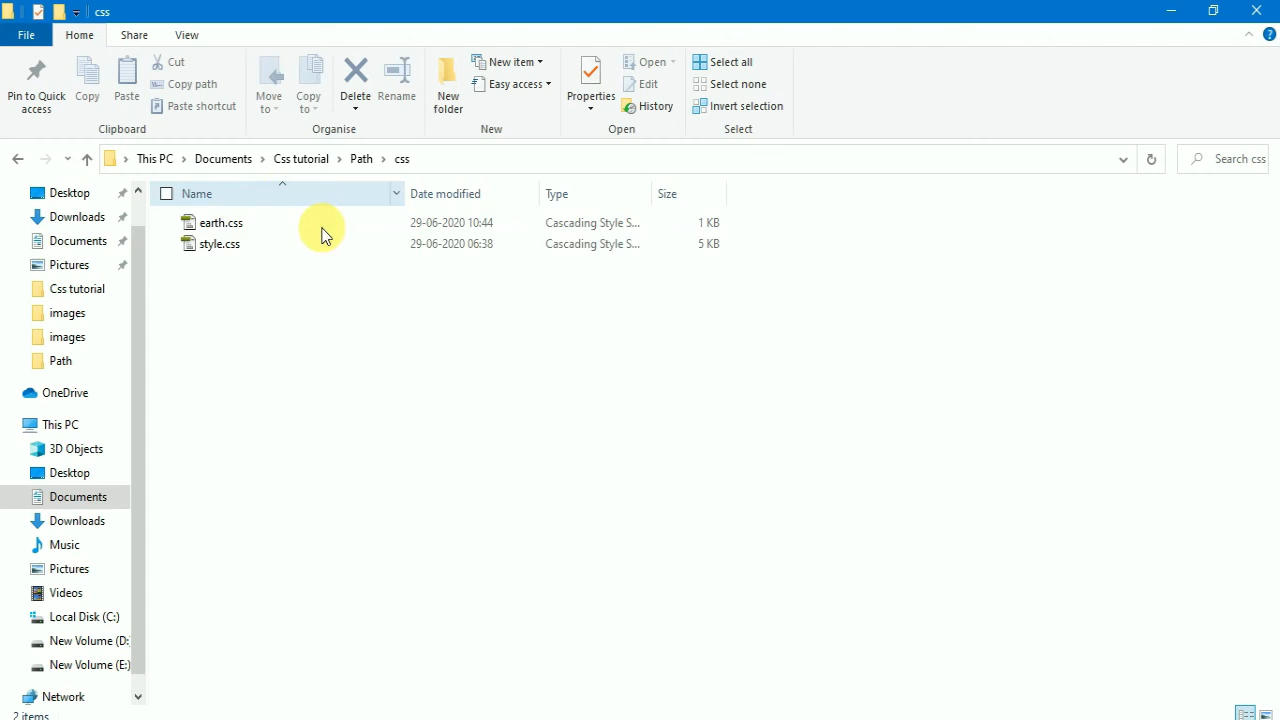 css
File Home Share View
Pin to Quick access
Copy
Paste
Cut
Copy path
Paste shortcut
Clipboard
Move to
Copy to
Delete
Rename
Organise
New folder
New item
Easy access
New
Properties
Open
Edit
History
Open
Select all
Select none
Invert selection
Select
This PC › Documents › Css tutorial › Path › css
Search css
Name Date modified Type Size
earth.css 29-06-2020 10:44 Cascading Style S... 1 KB
style.css 29-06-2020 06:38 Cascading Style S... 5 KB
Desktop
Downloads
Documents
Pictures
Css tutorial
images
images
Path
OneDrive
This PC
3D Objects
Desktop
Documents
Downloads
Music
Pictures
Videos
Local Disk (C:)
New Volume (D:
New Volume (E:)
Network
2 items